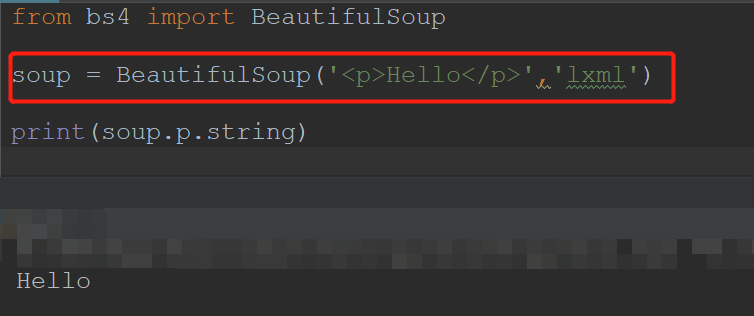 from bs4 import BeautifulSoup
soup = BeautifulSoup('<p>Hello</p>','lxml')
print(soup.p.string)
Hello